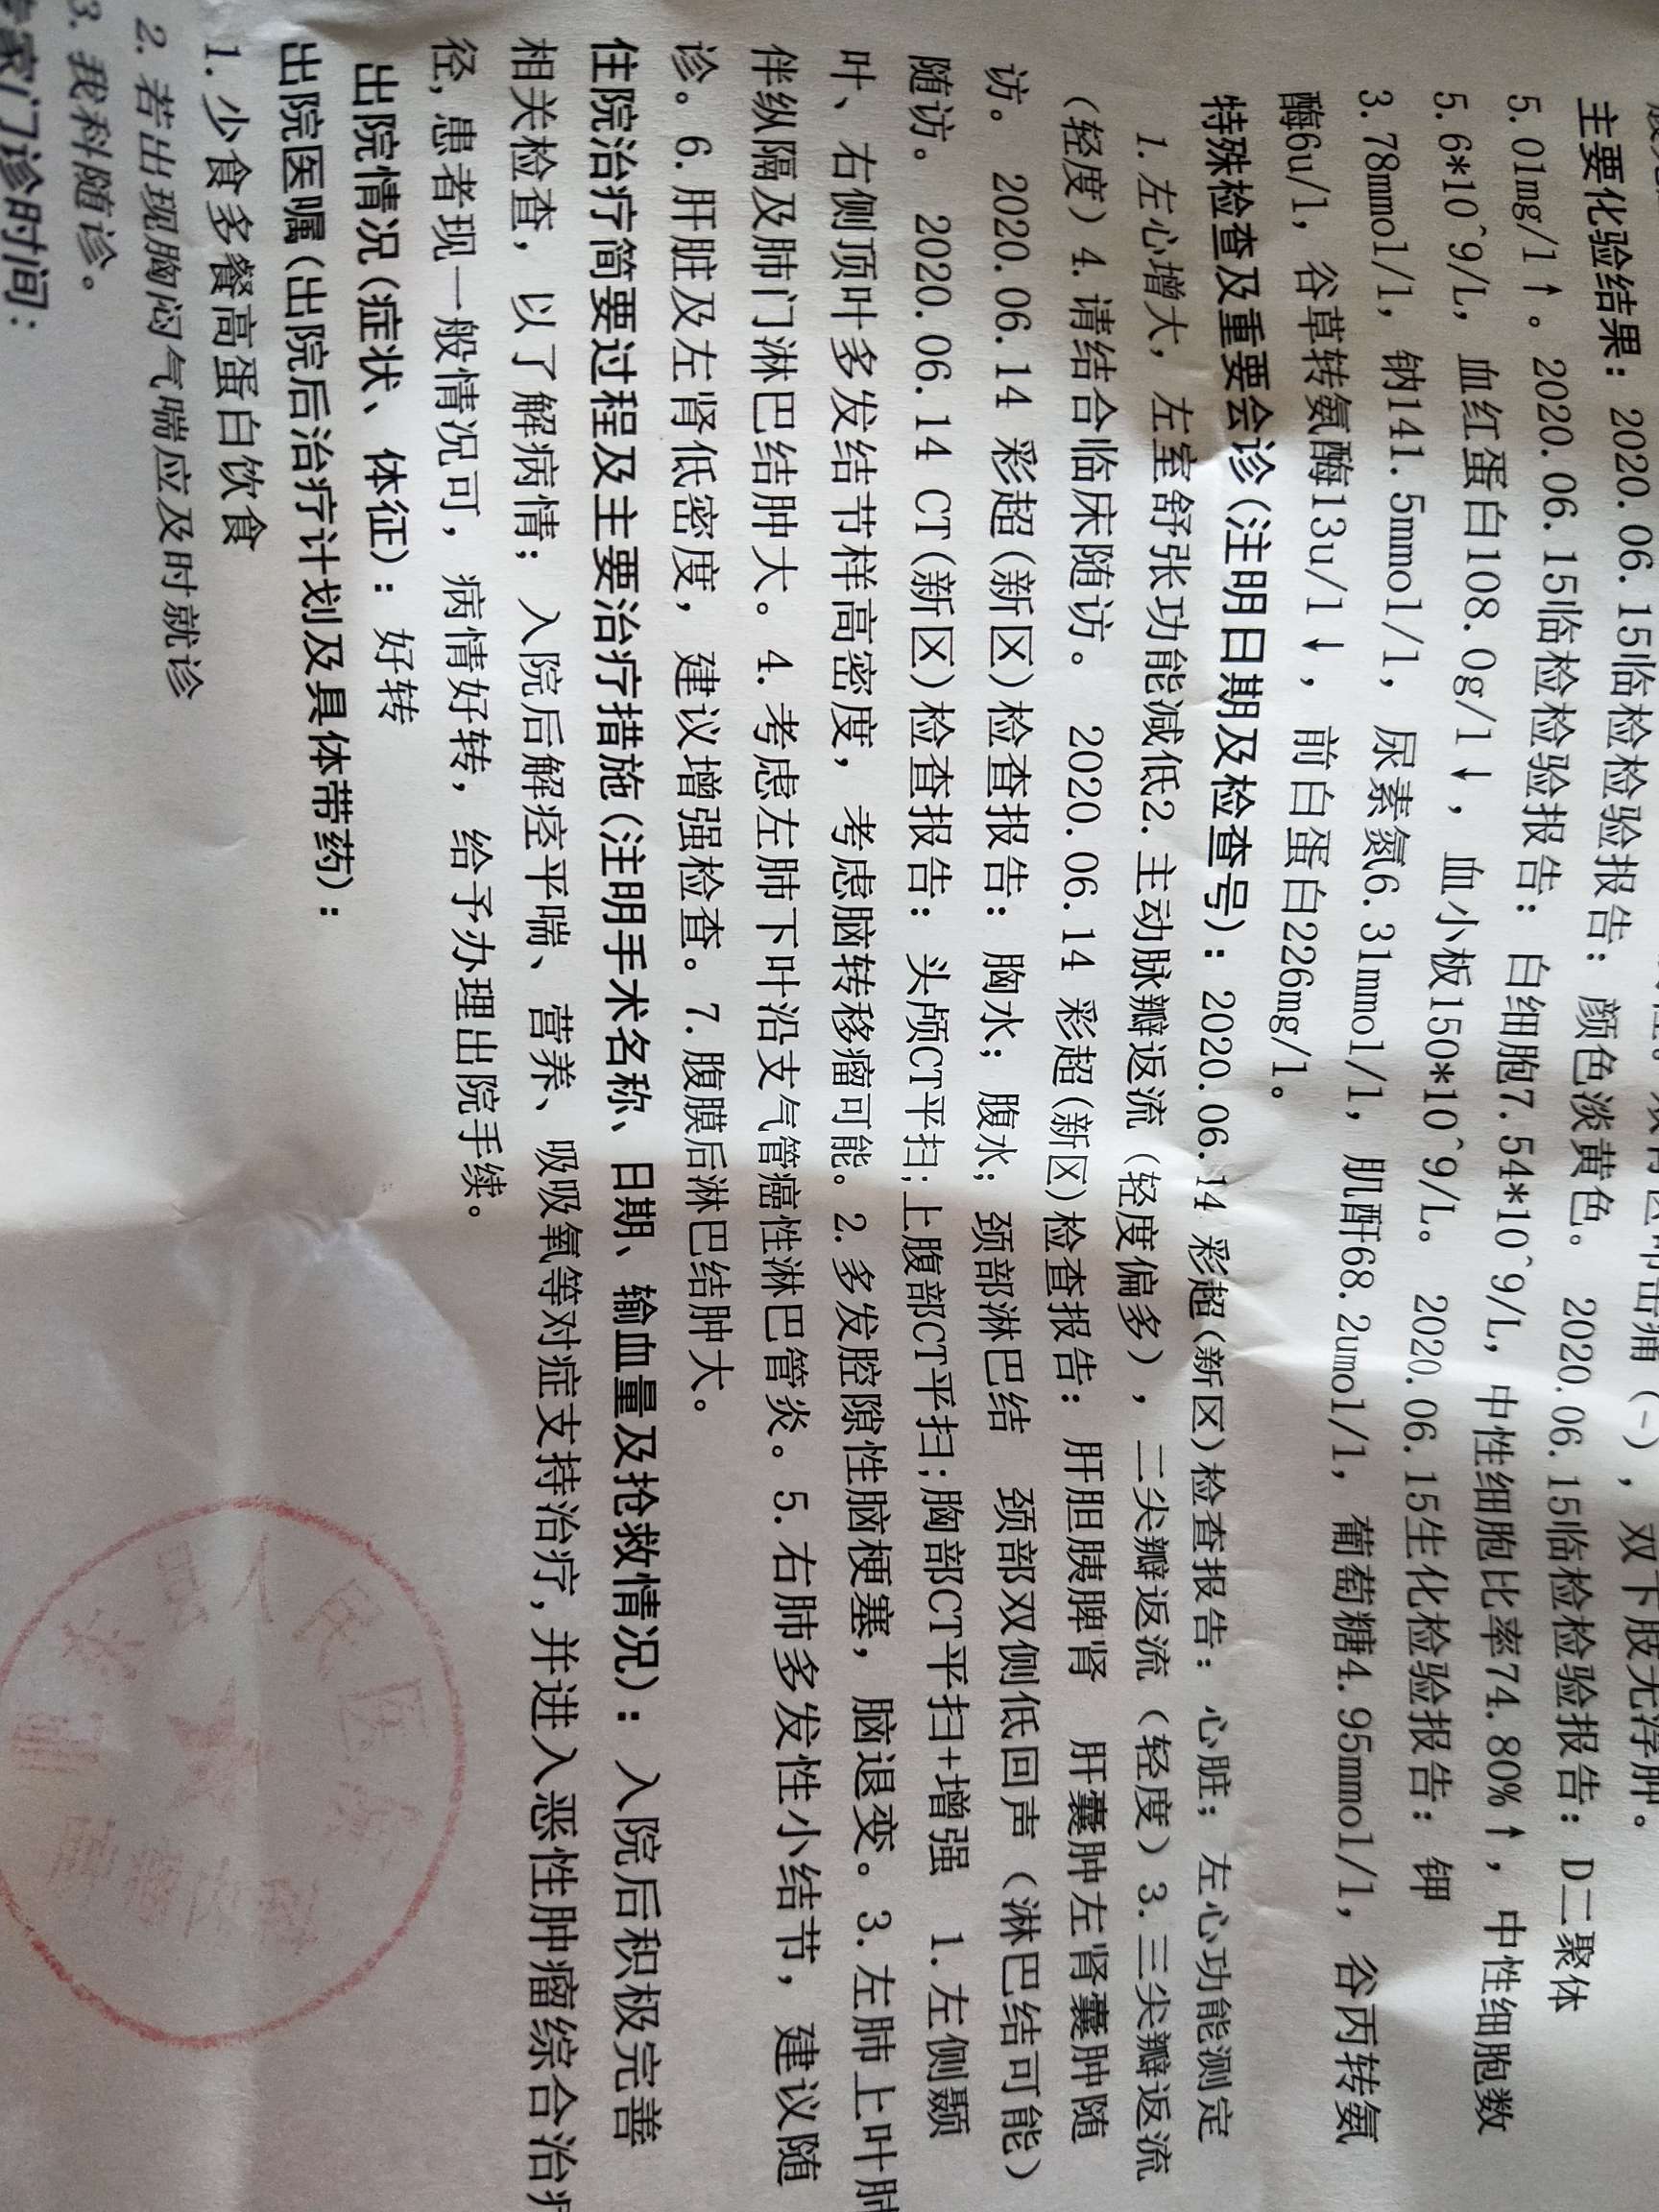 双下肢无浮肿。
主要化验结果：2020.06.15临检检验报告：颜色淡黄色。 2020.06.15临检检验报告：D二聚体
5.01mg/l↑。2020.06.15临检检验报告：白细胞7.54*10^9/L，中性细胞比率74.80%↑，中性细胞数
5.6*10^9/L，血红蛋白108.0g/l↓，血小板150*10^9/L。 2020.06.15生化检验报告：钾
3.78mmol/l，钠141.5mmol/l，尿素氮6.31mmol/l，肌酐68.2umol/l，葡萄糖4.95mmol/l，谷丙转氨
酶6u/l，谷草转氨酶13u/l↓，前白蛋白226mg/l。
特殊检查及重要会诊(注明日期及检查号)：2020.06.14 彩超(新区)检查报告： 心脏；左心功能测定
1.左心增大，左室舒张功能减低2.主动脉瓣返流（轻度偏多），二尖瓣返流（轻度）3.三尖瓣返流
（轻度）4.请结合临床随访。 2020.06.14 彩超(新区)检查报告：肝胆胰脾肾 肝囊肿左肾囊肿随
访。 2020.06.14 彩超(新区)检查报告：胸水；腹水；颈部淋巴结 颈部双侧低回声（淋巴结可能）
随访。 2020.06.14 CT(新区)检查报告：头颅CT平扫;上腹部CT平扫;胸部CT平扫+增强 1.左侧颞
叶、右侧顶叶多发结节样高密度，考虑脑转移瘤可能。2.多发腔隙性脑梗塞，脑退变。3.左肺上叶肺
伴纵隔及肺门淋巴结肿大。4.考虑左肺下叶沿支气管癌性淋巴管炎。5.右肺多发性小结节，建议随
诊。6.肝脏及左肾低密度，建议增强检查。7.腹膜后淋巴结肿大。
住院治疗简要过程及主要治疗措施(注明手术名称、日期、输血量及抢救情况)：入院后积极完善
相关检查，以了解病情；入院后解痉平喘、营养、吸吸氧等对症支持治疗,并进入恶性肿瘤综合治疗
径,患者现一般情况可，病情好转，给予办理出院手续。
出院情况(症状、体征)：好转
出院医嘱(出院后治疗计划及具体带药)：
1.少食多餐高蛋白饮食
2.若出现胸闷气喘应及时就诊
3.我科随诊。
专家门诊时间：
人民医院